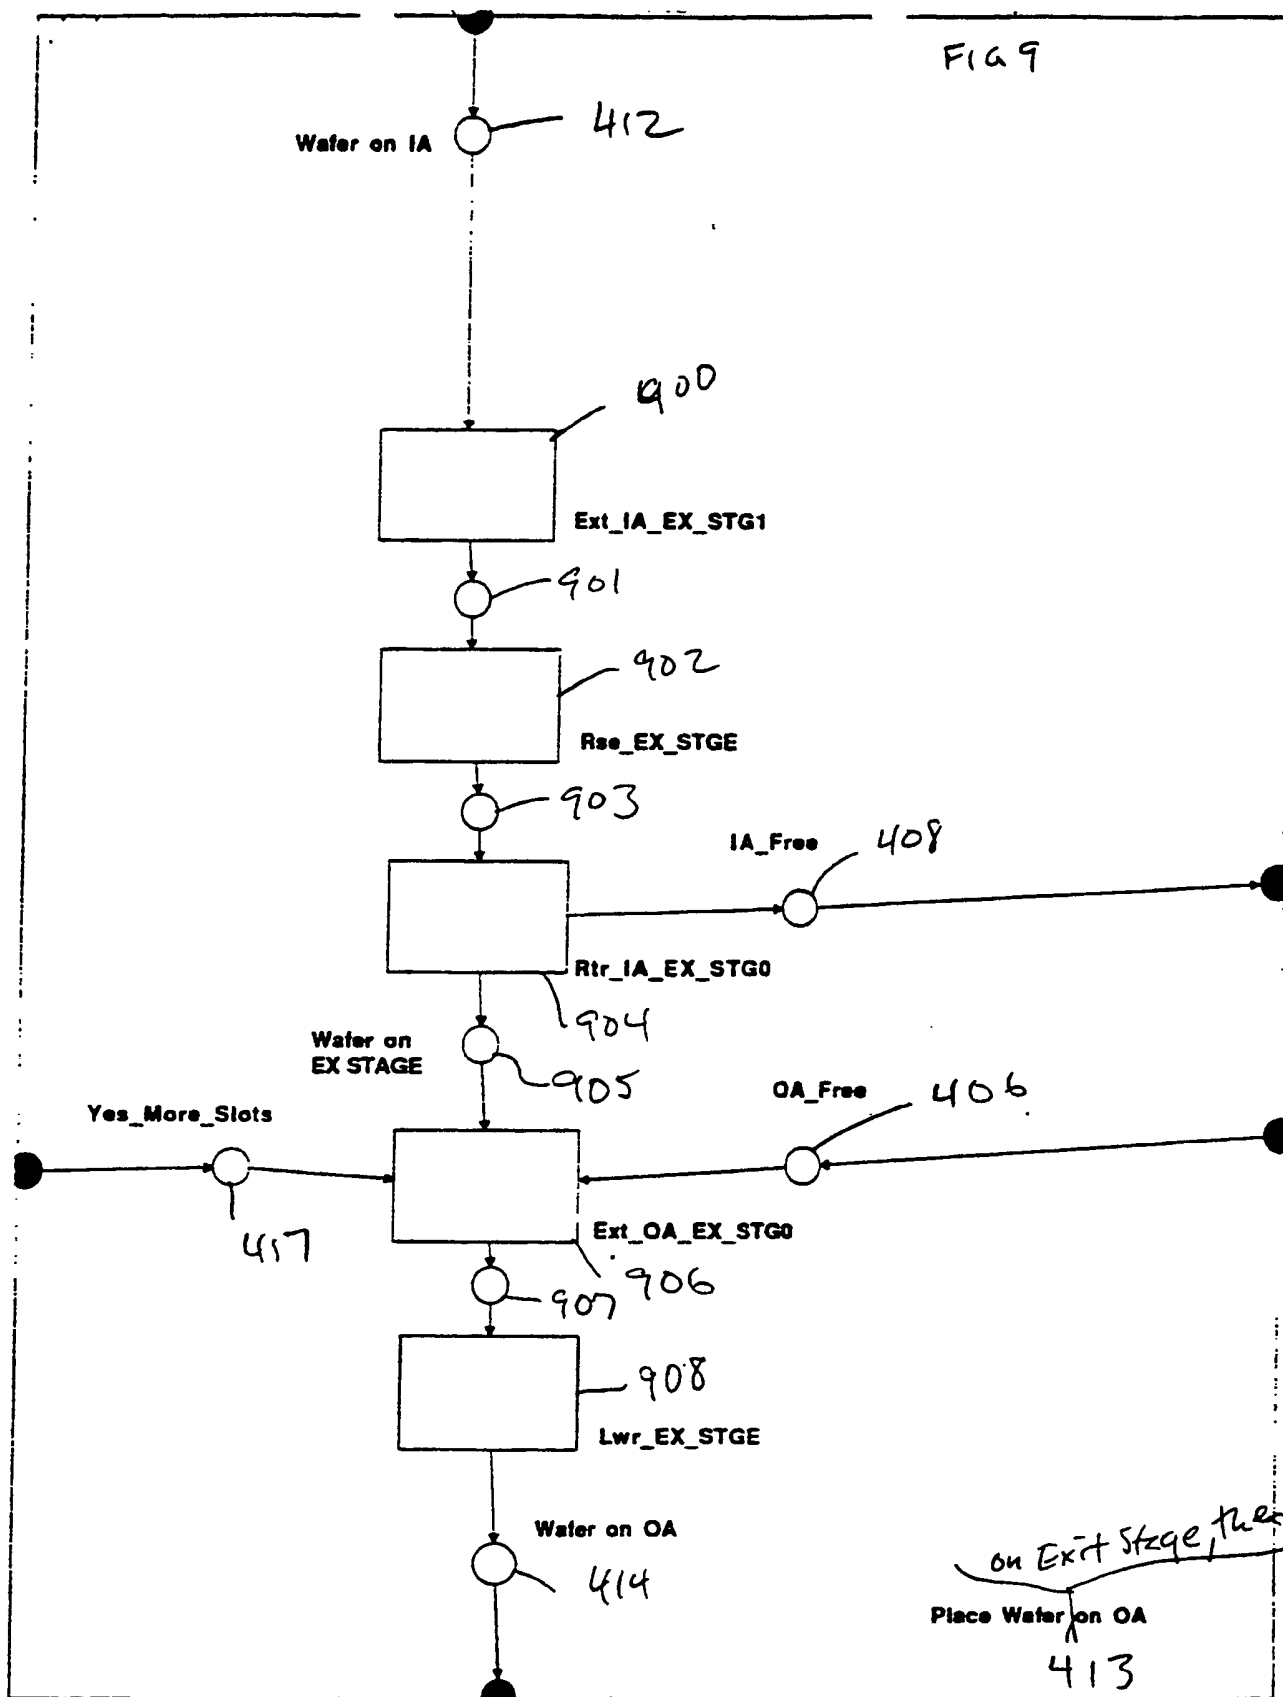 FIG 9
412
Wafer on IA
900
Ext_IA_EX_STG1
901
902
Rse_EX_STGE
903
IA_Free 408
Rtr_IA_EX_STG0
904
Wafer on
EX STAGE
905
Yes_More_Slots
OA_Free 406
417
Ext_OA_EX_STG0
906
907
908
Lwr_EX_STGE
Wafer on OA
414
on Exit Stage, then
Place Wafer on OA
413